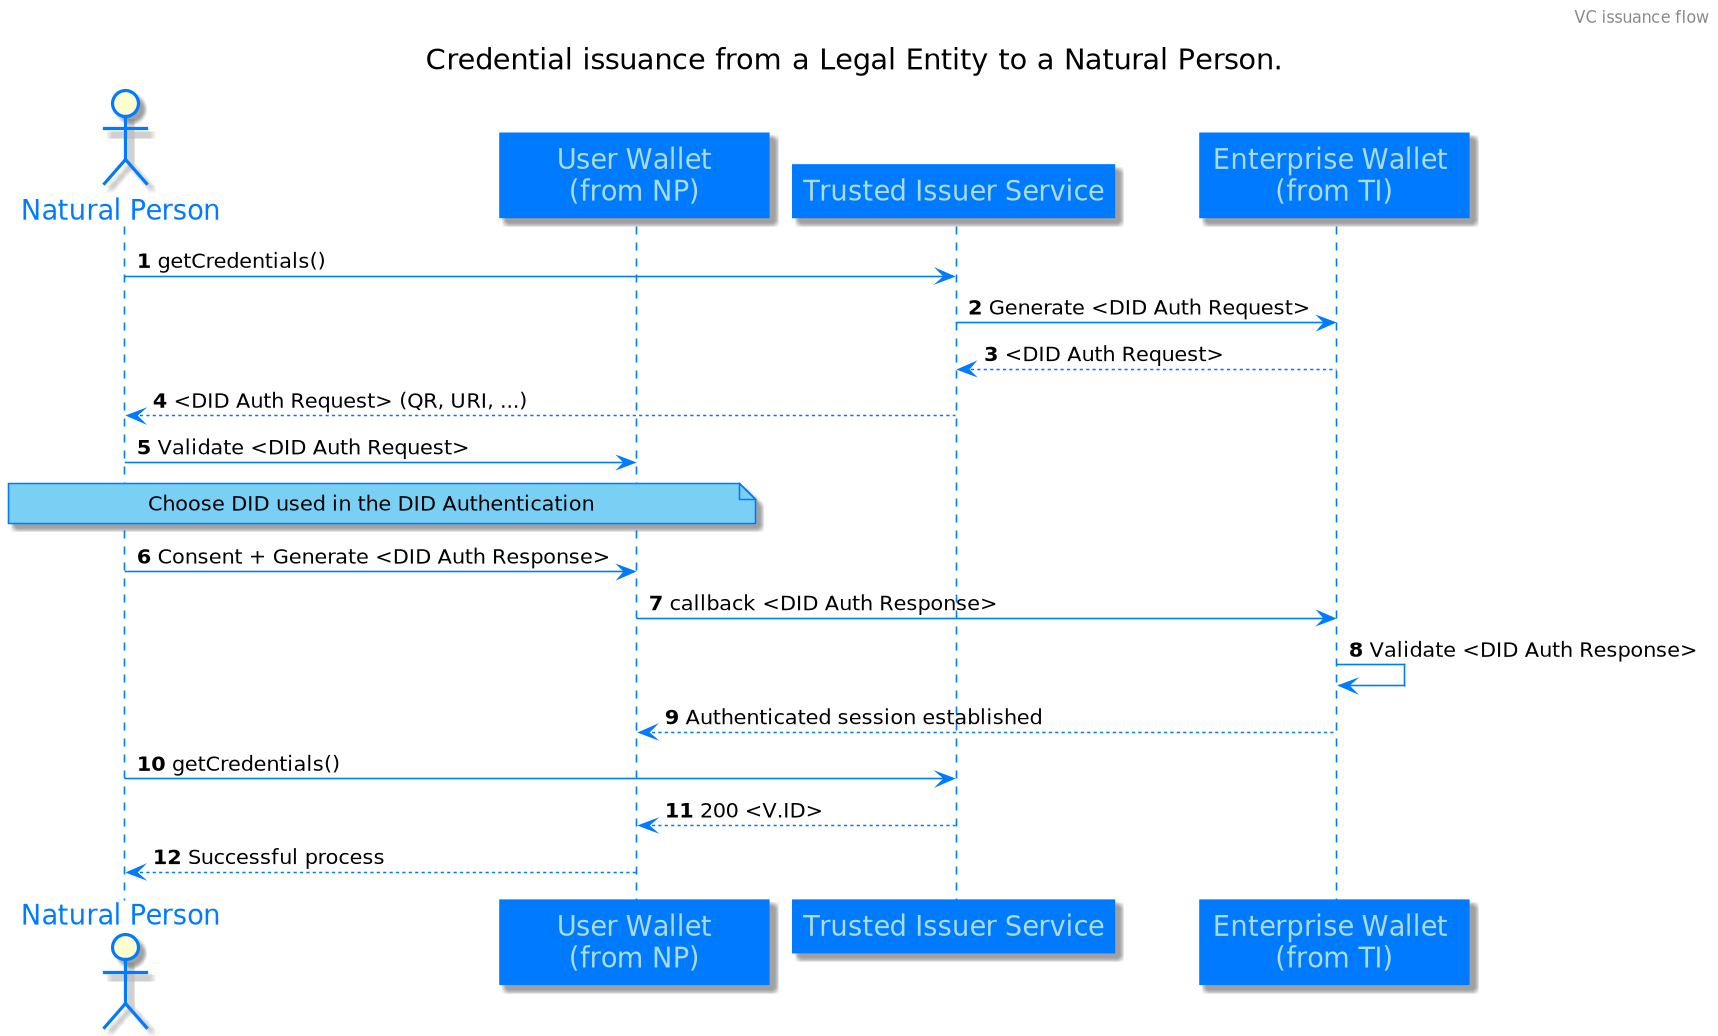 VC issuance flow
Credential issuance from a Legal Entity to a Natural Person.
Natural Person
User Wallet
(from NP)
Trusted Issuer Service
Enterprise Wallet
(from TI)
1 getCredentials()
2 Generate <DID Auth Request>
3 <DID Auth Request>
4 <DID Auth Request> (QR, URI, ...)
5 Validate <DID Auth Request>
Choose DID used in the DID Authentication
6 Consent + Generate <DID Auth Response>
7 callback <DID Auth Response>
8 Validate <DID Auth Response>
9 Authenticated session established
10 getCredentials()
11 200 <V.ID>
12 Successful process
Natural Person
User Wallet
(from NP)
Trusted Issuer Service
Enterprise Wallet
(from TI)